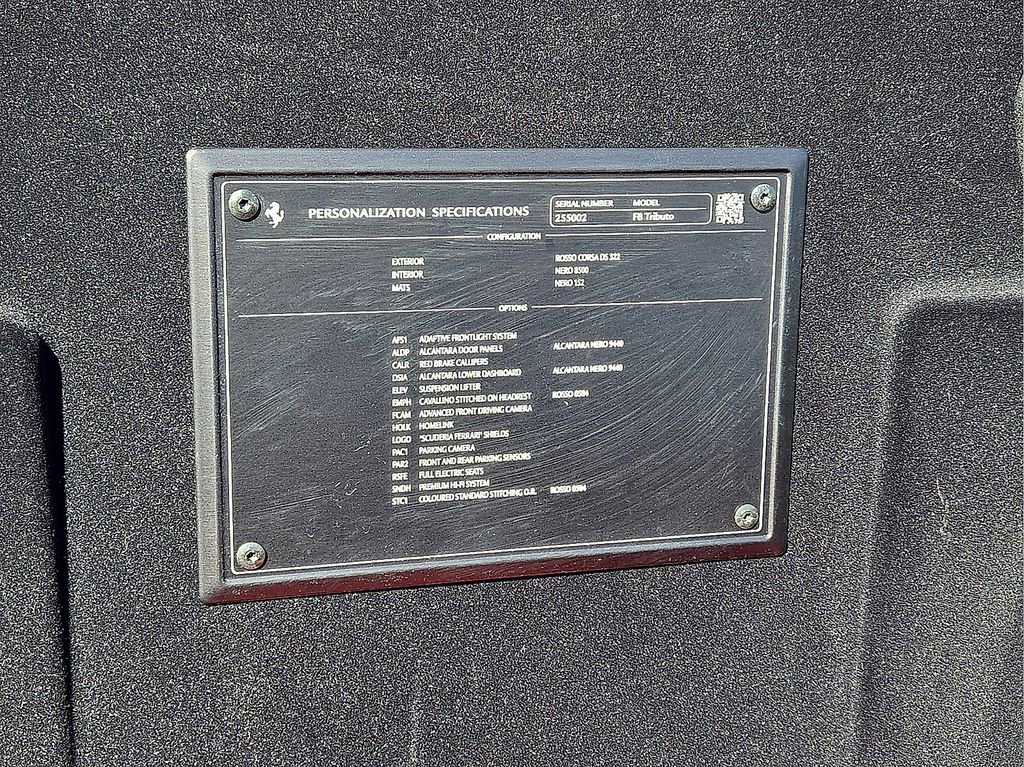 PERSONALIZATION SPECIFICATIONS
SERIAL NUMBER MODEL
255002 F8 Tributo
CONFIGURATION
EXTERIOR ROSSO CORSA DS 322
INTERIOR NERO 8500
MATS NERO 152
OPTIONS
AFS1 ADAPTIVE FRONTLIGHT SYSTEM
ALDP ALCANTARA DOOR PANELS ALCANTARA NERO 9440
CALR RED BRAKE CALLIPERS
DSIA ALCANTARA LOWER DASHBOARD ALCANTARA NERO 9440
ELEV SUSPENSION LIFTER
EMPH CAVALLINO STITCHED ON HEADREST ROSSO 8584
FCAM ADVANCED FRONT DRIVING CAMERA
HOLK HOMELINK
LOGO 'SCUDERIA FERRARI' SHIELDS
PAC1 PARKING CAMERA
PAR2 FRONT AND REAR PARKING SENSORS
RSFE FULL ELECTRIC SEATS
SNDH PREMIUM HI-FI SYSTEM
STC1 COLOURED STANDARD STITCHING O.R. ROSSO 8584